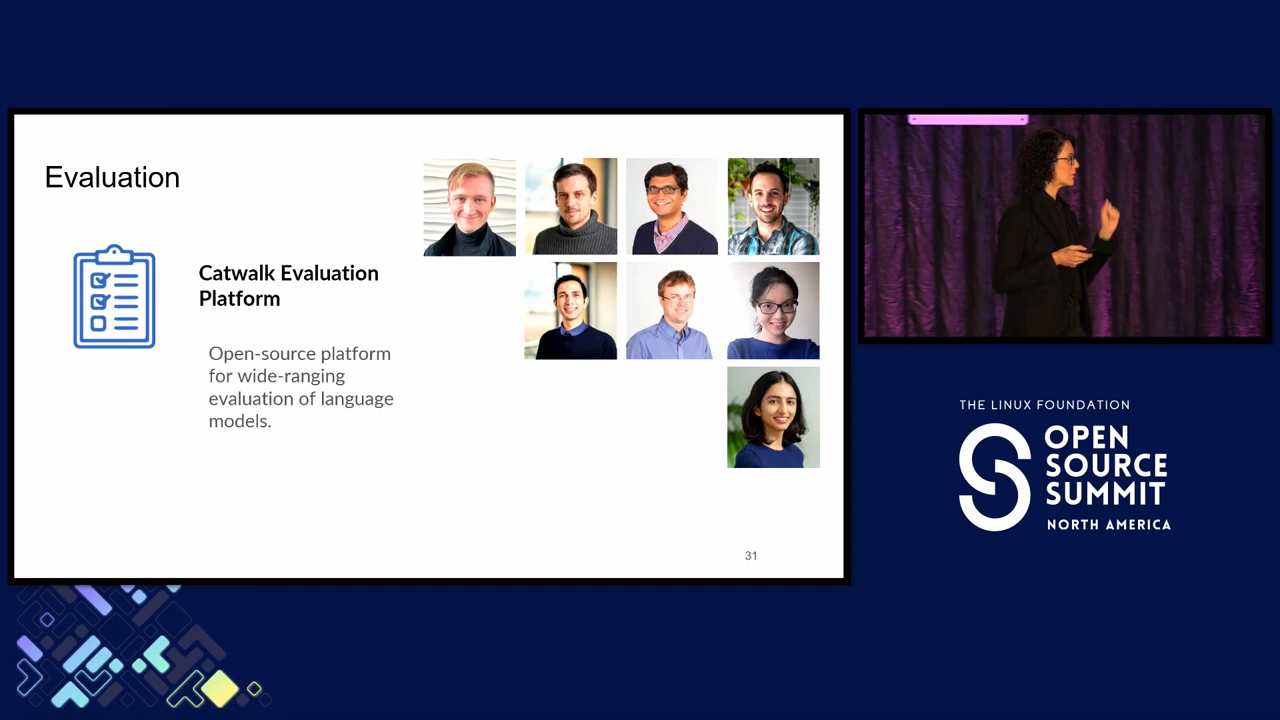 Evaluation
Catwalk Evaluation
Platform
Open-source platform
for wide-ranging
evaluation of language
models.
31
THE LINUX FOUNDATION
OPEN
SOURCE
SUMMIT
NORTH AMERICA